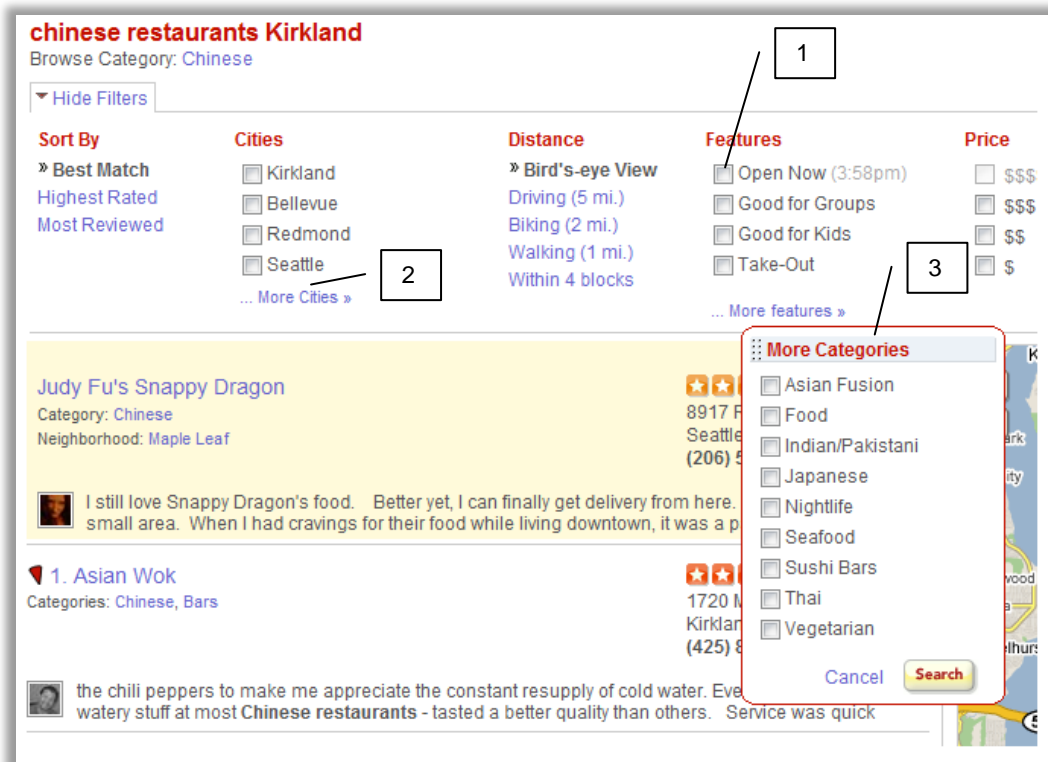 chinese restaurants Kirkland
Browse Category: Chinese
1
Hide Filters
Sort By
» Best Match
Highest Rated
Most Reviewed
Cities
Kirkland
Bellevue
Redmond
Seattle
... More Cities »
2
Distance
» Bird's-eye View
Driving (5 mi.)
Biking (2 mi.)
Walking (1 mi.)
Within 4 blocks
Features
Open Now (3:58pm)
Good for Groups
Good for Kids
Take-Out
... More features »
3
Price
$$$
$$$
$$
$
More Categories
Asian Fusion
Food
Indian/Pakistani
Japanese
Nightlife
Seafood
Sushi Bars
Thai
Vegetarian
Cancel
Search
Judy Fu's Snappy Dragon
Category: Chinese
Neighborhood: Maple Leaf
8917
Seattle
(206)
I still love Snappy Dragon's food. Better yet, I can finally get delivery from here.
small area. When I had cravings for their food while living downtown, it was a
1. Asian Wok
Categories: Chinese, Bars
1720
(425)
the chili peppers to make me appreciate the constant resupply of cold water.
watery stuff at most Chinese restaurants - tasted a better quality than others. Service was quick